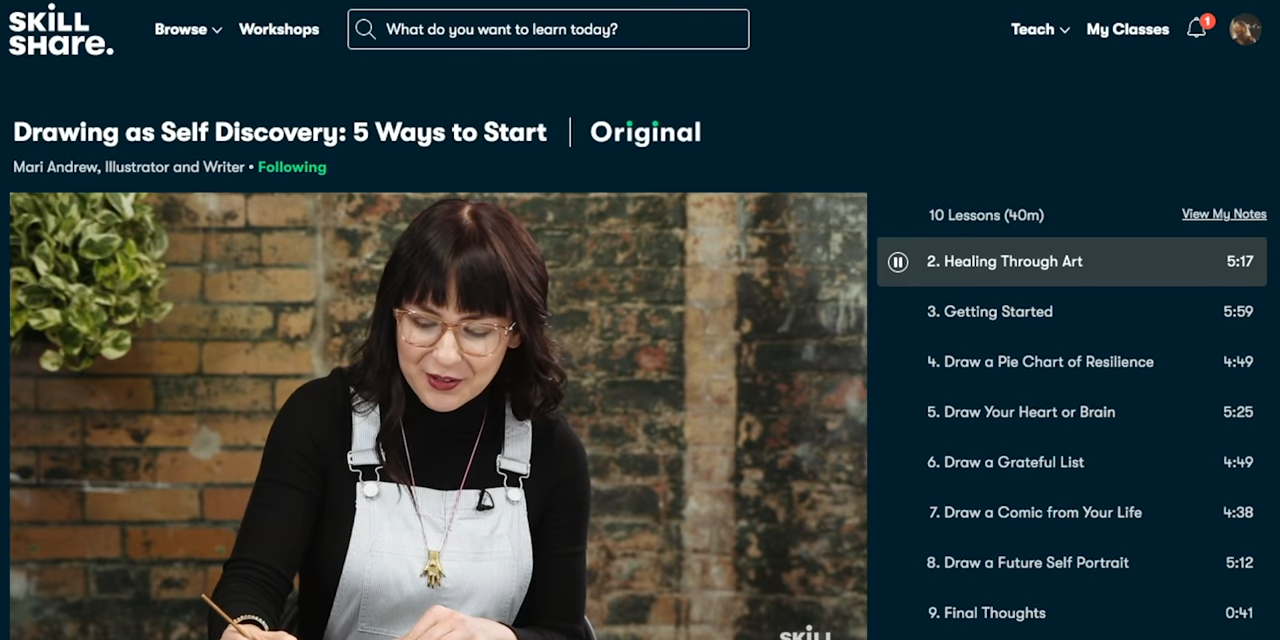 SKILL
SHARE.
Browse
Workshops
What do you want to learn today?
Teach
My Classes
1
Drawing as Self Discovery: 5 Ways to Start | Original
Mari Andrew, Illustrator and Writer • Following
10 Lessons (40m)
View My Notes
2. Healing Through Art 5:17
3. Getting Started 5:59
4. Draw a Pie Chart of Resilience 4:49
5. Draw Your Heart or Brain 5:25
6. Draw a Grateful List 4:49
7. Draw a Comic from Your Life 4:38
8. Draw a Future Self Portrait 5:12
9. Final Thoughts 0:41
SKILL